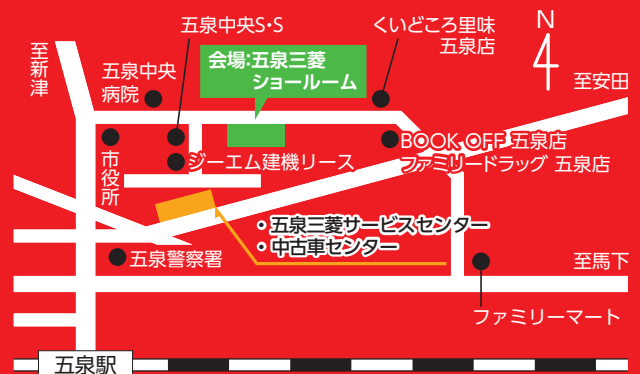 五泉中央S･S
くいどころ里味
五泉店
N
至新津
五泉中央
病院
会場:五泉三菱
ショールーム
至安田
市役所
ジーエム建機リース
BOOK OFF 五泉店
ファミリードラッグ 五泉店
・五泉三菱サービスセンター
・中古車センター
五泉警察署
至馬下
ファミリーマート
五泉駅